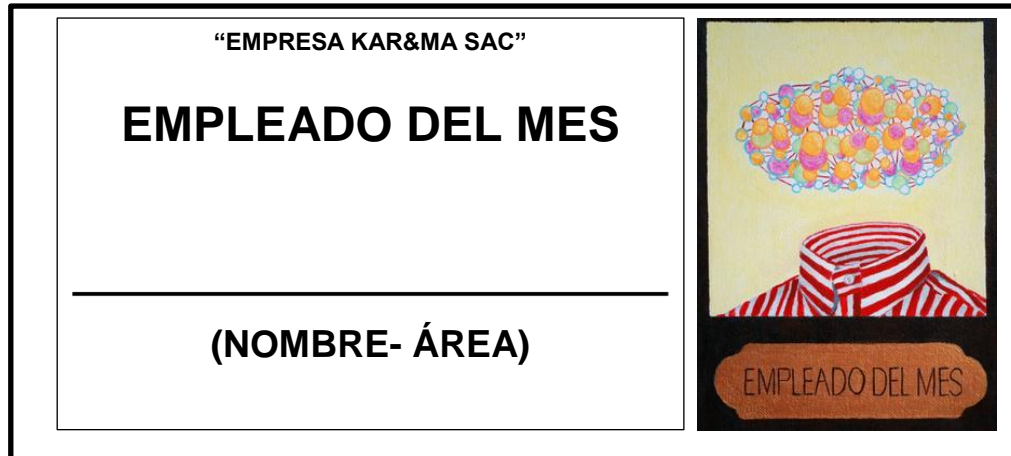 “EMPRESA KAR&MA SAC”
EMPLEADO DEL MES
(NOMBRE- ÁREA)
EMPLEADO DEL MES